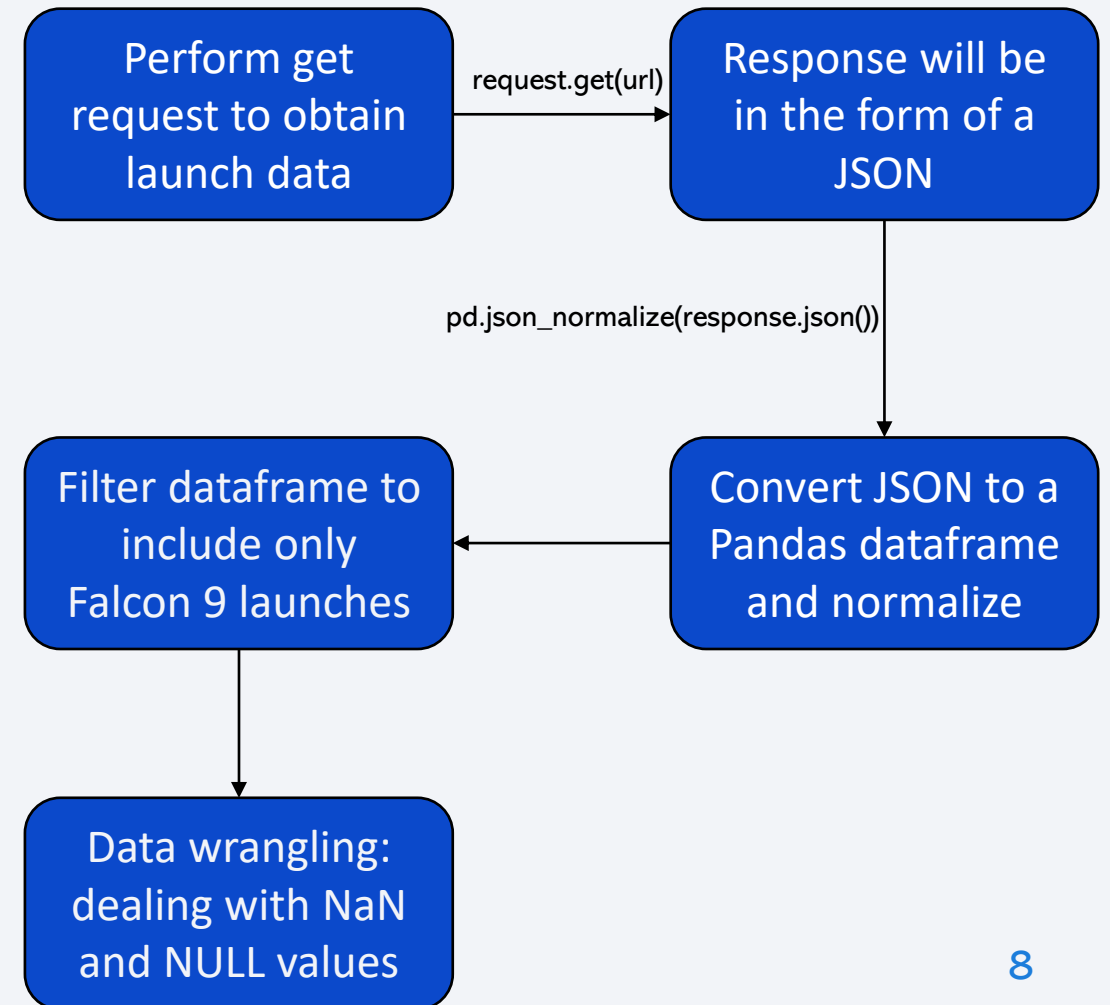 Perform get
request to obtain
launch data
request.get(url)
Response will be
in the form of a
JSON
pd.json_normalize(response.json())
Convert JSON to a
Pandas dataframe
and normalize
Filter dataframe to
include only
Falcon 9 launches
Data wrangling:
dealing with NaN
and NULL values
8